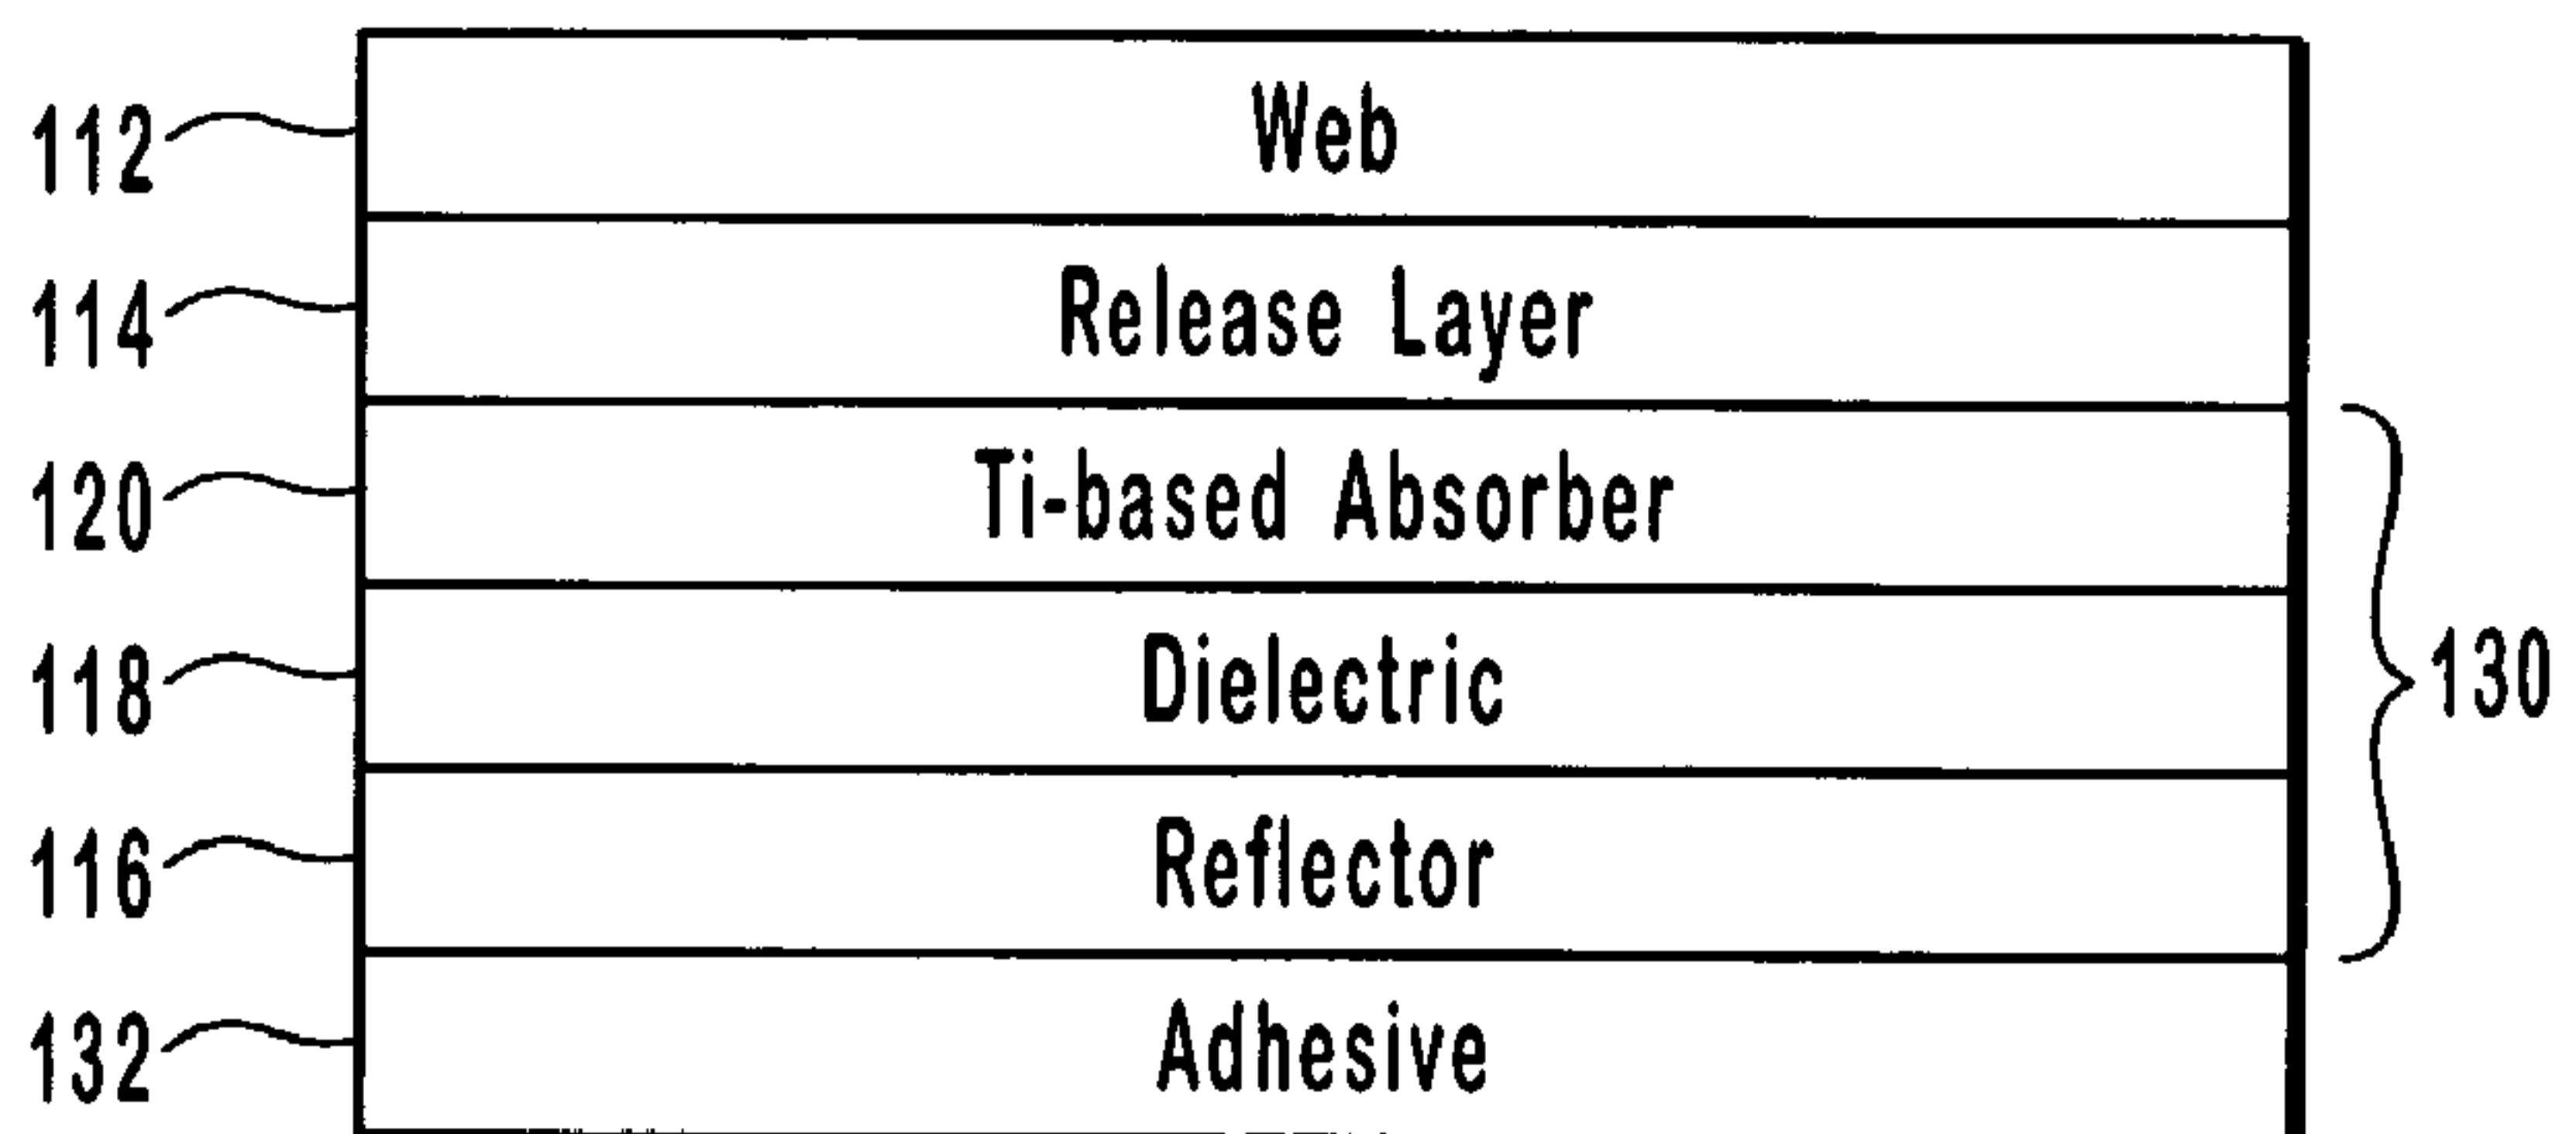 112 Web
114 Release Layer
120 Ti-based Absorber
118 Dielectric
130
116 Reflector
132 Adhesive